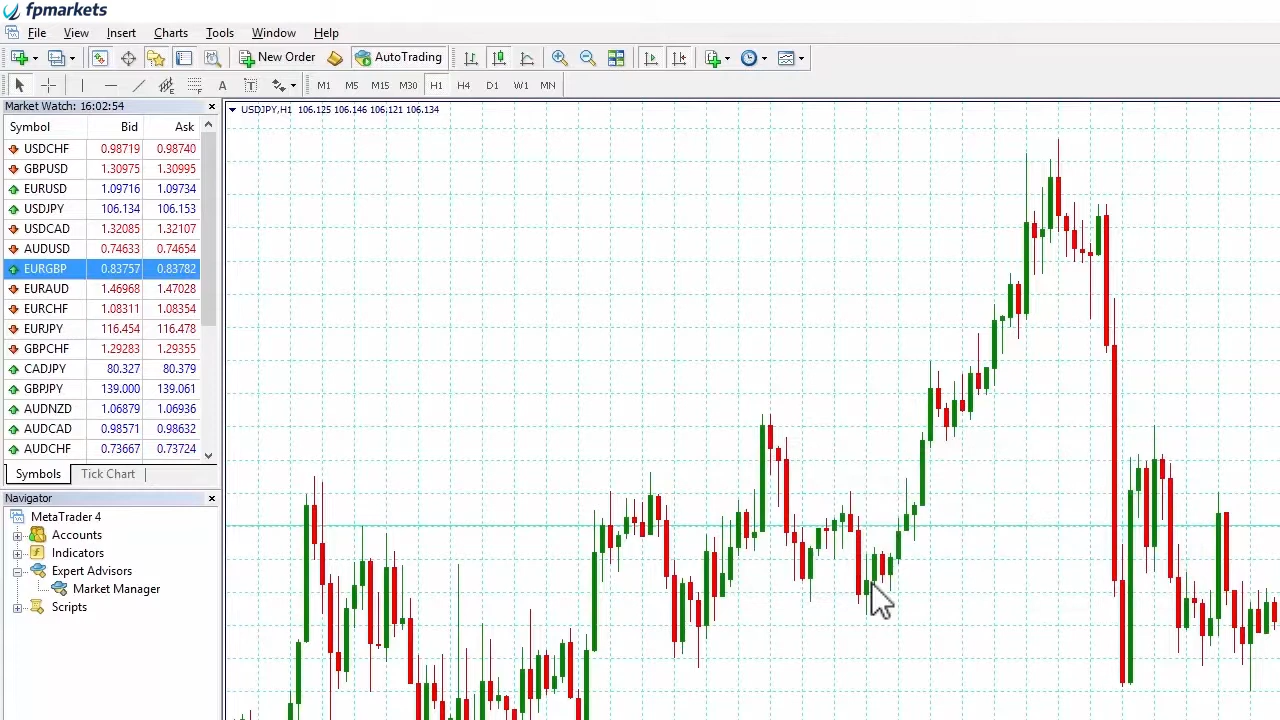 fpmarkets
File View Insert Charts Tools Window Help
New Order AutoTrading
A T M1 M5 M15 M30 H1 H4 D1 W1 MN
Market Watch: 16:02:54
Symbol Bid Ask
USDCHF 0.98719 0.98740
GBPUSD 1.30975 1.30995
EURUSD 1.09716 1.09734
USDJPY 106.134 106.153
USDCAD 1.32085 1.32107
AUDUSD 0.74633 0.74654
EURGBP 0.83757 0.83782
EURAUD 1.46968 1.47028
EURCHF 1.08311 1.08354
EURJPY 116.454 116.478
GBPCHF 1.29283 1.29355
CADJPY 80.327 80.379
GBPJPY 139.000 139.061
AUDNZD 1.06879 1.06936
AUDCAD 0.98571 0.98632
AUDCHF 0.73667 0.73724
Symbols Tick Chart
Navigator
MetaTrader 4
Accounts
Indicators
Expert Advisors
Market Manager
Scripts
USDJPY,H1 106.125 106.146 106.121 106.134